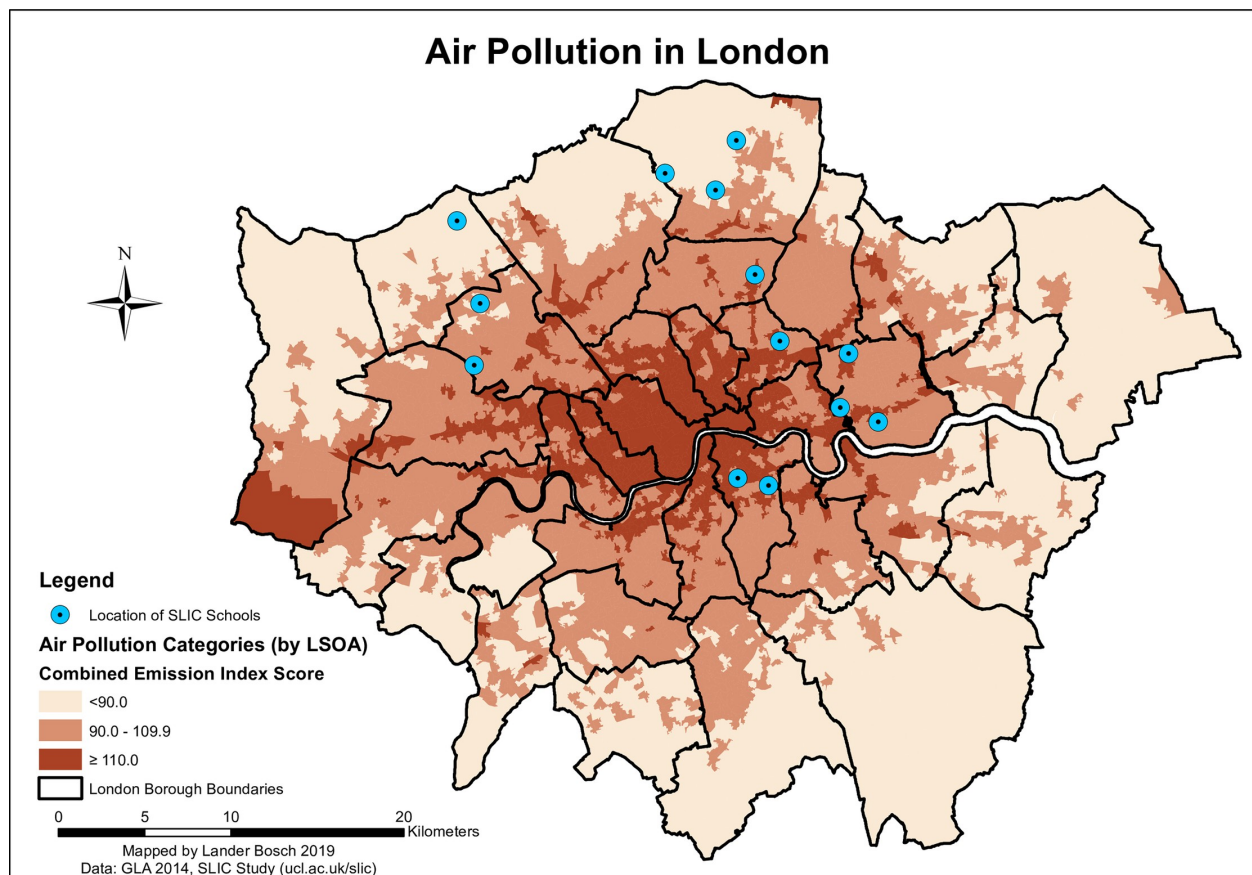 Air Pollution in London
N
Legend
Location of SLIC Schools
Air Pollution Categories (by LSOA)
Combined Emission Index Score
<90.0
90.0 - 109.9
≥ 110.0
London Borough Boundaries
0 5 10 20
Kilometers
Mapped by Lander Bosch 2019
Data: GLA 2014, SLIC Study (ucl.ac.uk/slic)